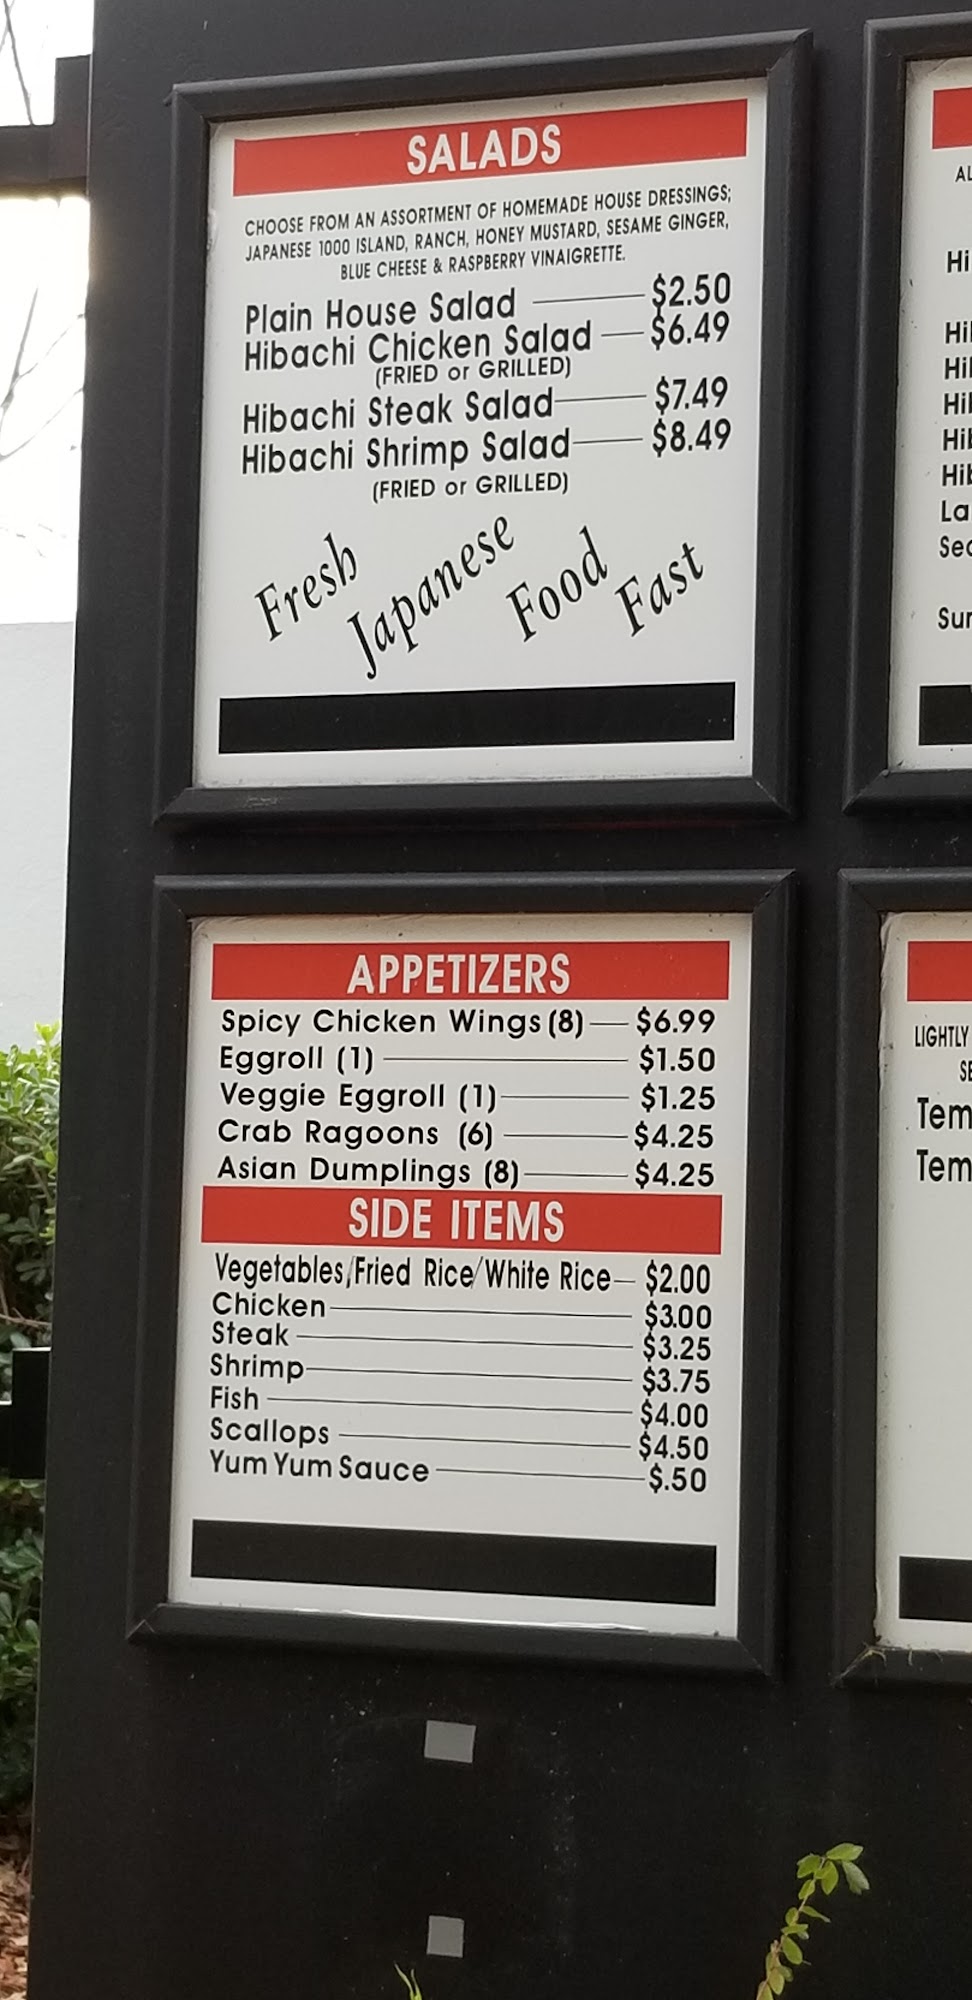 SALADS
CHOOSE FROM AN ASSORTMENT OF HOMEMADE HOUSE DRESSINGS;
JAPANESE 1000 ISLAND, RANCH, HONEY MUSTARD, SESAME GINGER,
BLUE CHEESE & RASPBERRY VINAIGRETTE.
Plain House Salad $2.50
Hibachi Chicken Salad $6.49
(FRIED or GRILLED)
Hibachi Steak Salad $7.49
Hibachi Shrimp Salad $8.49
(FRIED or GRILLED)
Fresh Japanese Food Fast
APPETIZERS
Spicy Chicken Wings (8) $6.99
Eggroll (1) $1.50
Veggie Eggroll (1) $1.25
Crab Ragoons (6) $4.25
Asian Dumplings (8) $4.25
SIDE ITEMS
Vegetables/Fried Rice/White Rice $2.00
Chicken $3.00
Steak $3.25
Shrimp $3.75
Fish $4.00
Scallops $4.50
Yum Yum Sauce $.50
LIGHTLY